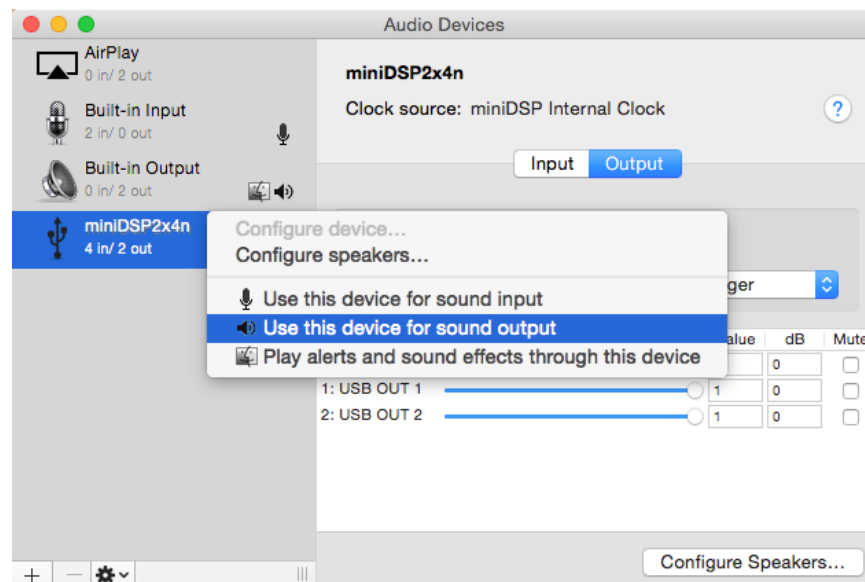 Audio Devices
AirPlay
0 in/ 2 out
Built-in Input
2 in/ 0 out
Built-in Output
0 in/ 2 out
miniDSP2x4n
4 in/ 2 out
miniDSP2x4n
Clock source: miniDSP Internal Clock
?
Input Output
Configure device...
Configure speakers...
Use this device for sound input
Use this device for sound output
Play alerts and sound effects through this device
dB Mute
0
1: USB OUT 1 1 0
2: USB OUT 2 1 0
Configure Speakers...